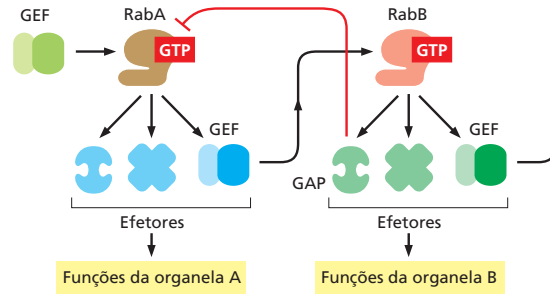 GEF
RabA
GTP
RabB
GTP
GEF
GAP
GEF
Efetores
Efetores
Funções da organela A
Funções da organela B